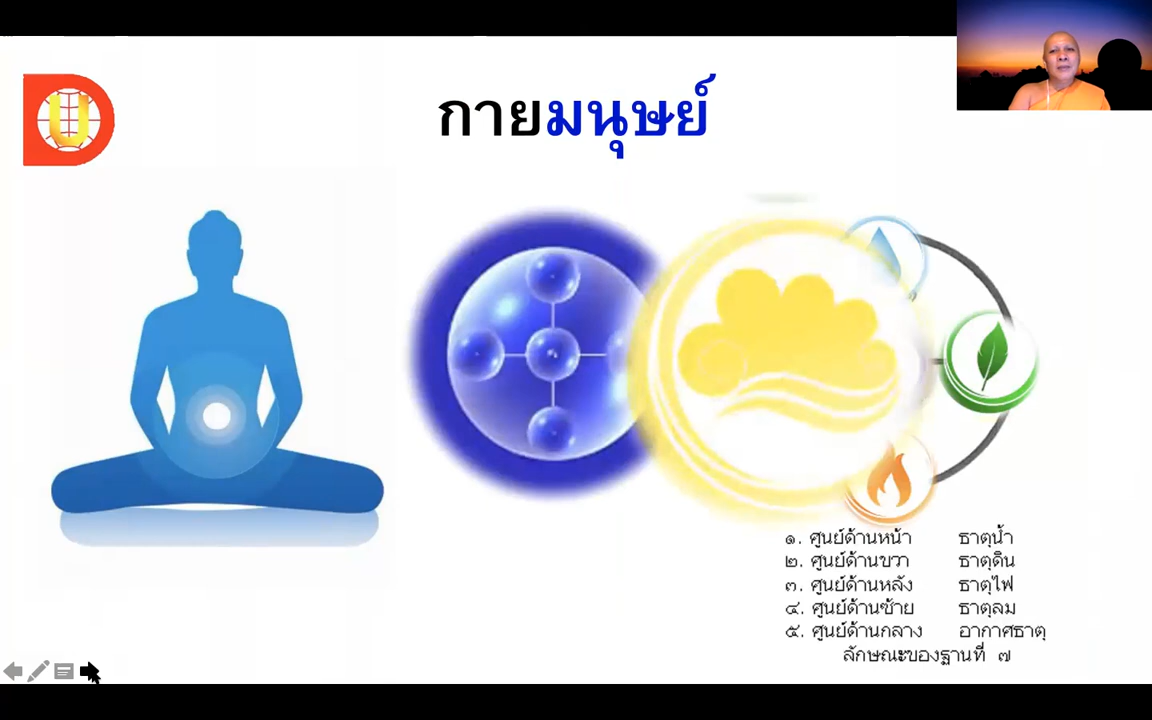 กายมนุษย์
U
๑. ศูนย์ด้านหน้า ธาตุน้ำ
๒. ศูนย์ด้านขวา ธาตุดิน
๓. ศูนย์ด้านหลัง ธาตุไฟ
๔. ศูนย์ด้านซ้าย ธาตุลม
๕. ศูนย์ด้านกลาง อากาศธาตุ
ลักษณะของฐานที่ ๗